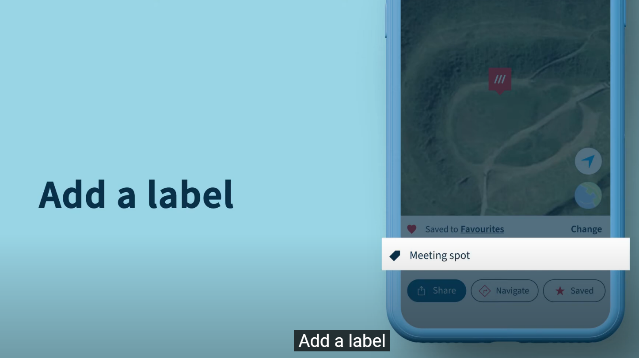 Add a label
Saved to Favourites
Change
Meeting spot
Share
Navigate
Saved
Add a label